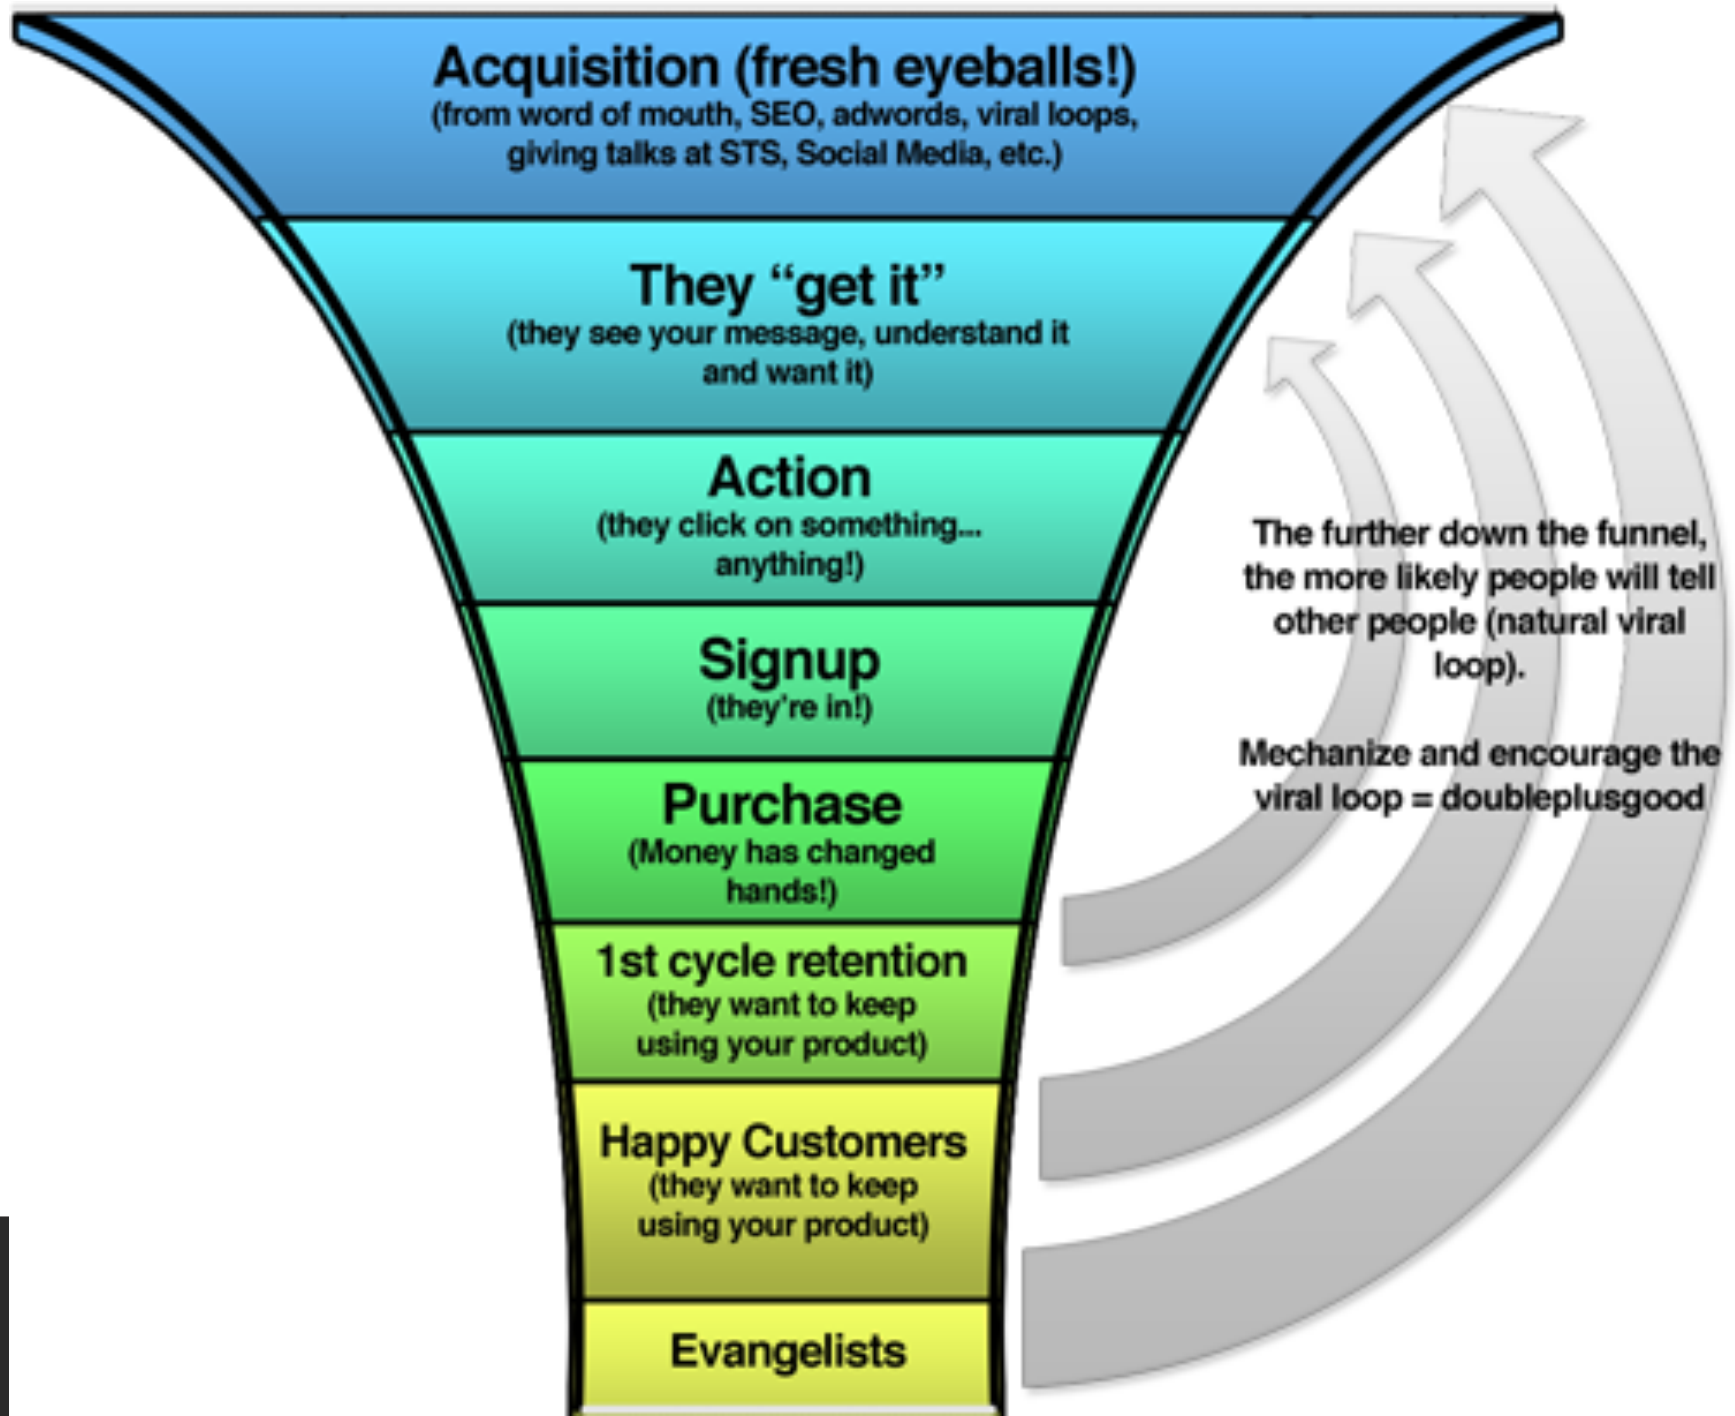 Acquisition (fresh eyeballs!)
(from word of mouth, SEO, adwords, viral loops,
giving talks at STS, Social Media, etc.)
They “get it”
(they see your message, understand it
and want it)
Action
(they click on something...
anything!)
Signup
(they're in!)
Purchase
(Money has changed
hands!)
1st cycle retention
(they want to keep
using your product)
Happy Customers
(they want to keep
using your product)
Evangelists
The further down the funnel,
the more likely people will tell
other people (natural viral
loop).
Mechanize and encourage the
viral loop = doubleplusgood